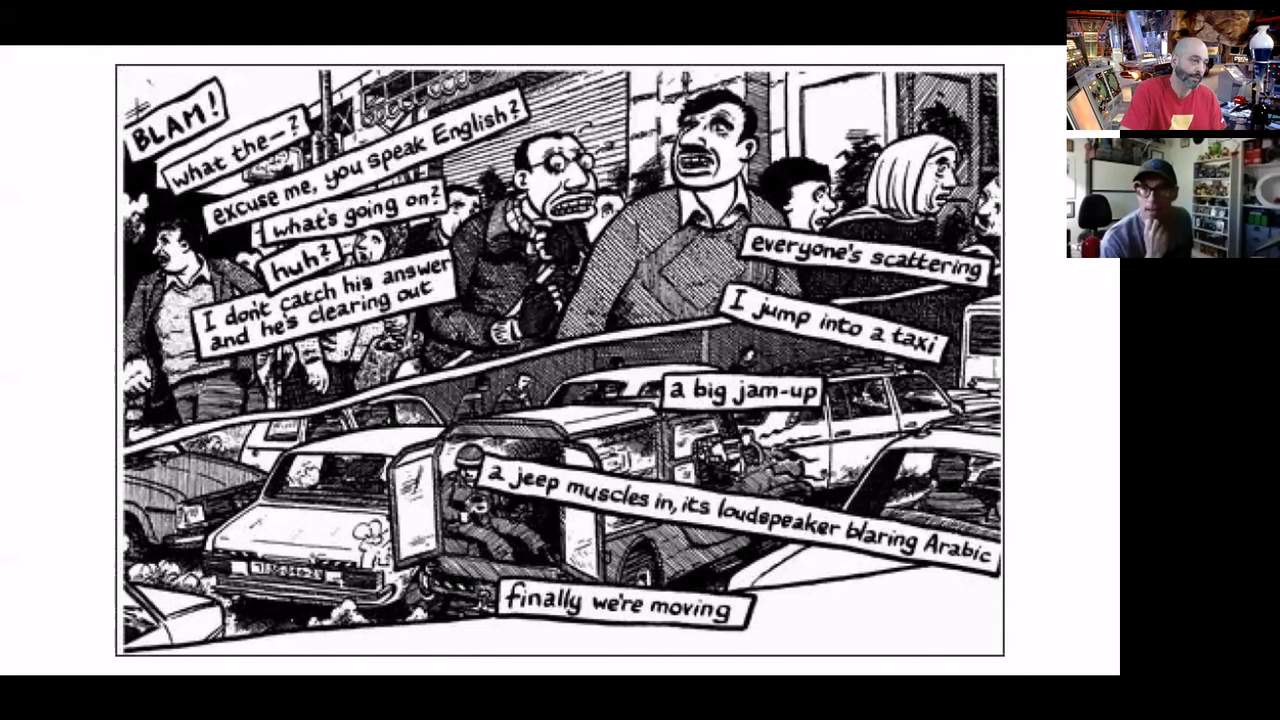 BLAM!
what the—?
excuse me, you speak English?
what's going on?
huh?
I don't catch his answer
and he's clearing out
everyone's scattering
I jump into a taxi
a big jam-up
a jeep muscles in, its loudspeaker blaring Arabic
finally we're moving